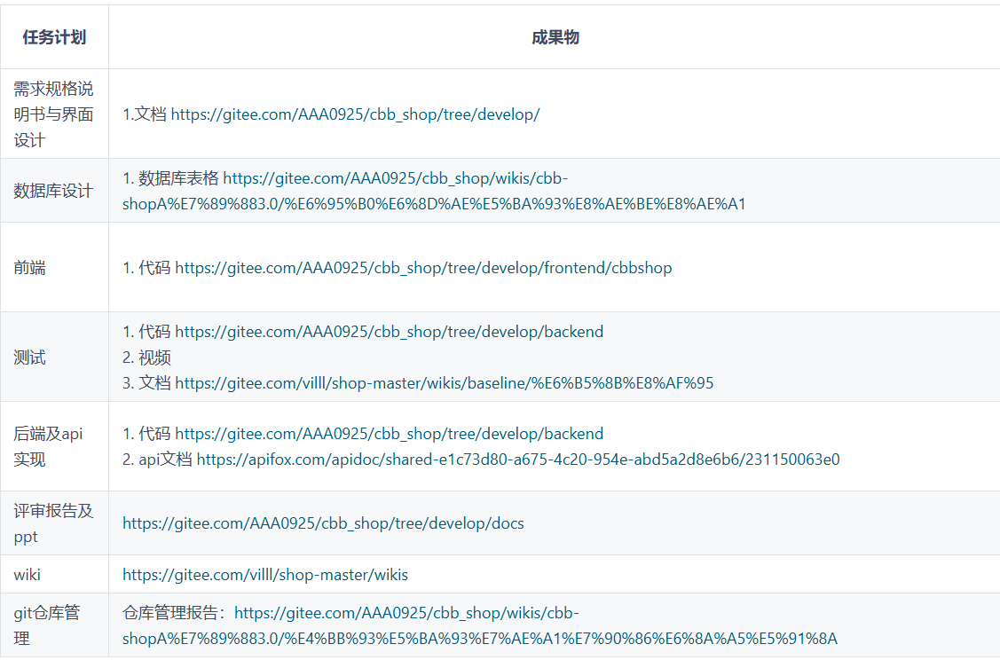 任务计划
成果物
需求规格说
明书与界面
设计
1.文档 https://gitee.com/AAA0925/cbb_shop/tree/develop/
数据库设计
1. 数据库表格 https://gitee.com/AAA0925/cbb_shop/wikis/cbb-
shopA%E7%89%883.0/%E6%95%B0%E6%8D%AE%E5%BA%93%E8%AE%BE%E8%AE%A1
前端
1. 代码 https://gitee.com/AAA0925/cbb_shop/tree/develop/frontend/cbbshop
测试
1. 代码 https://gitee.com/AAA0925/cbb_shop/tree/develop/backend
2. 视频
3. 文档 https://gitee.com/villl/shop-master/wikis/baseline/%E6%B5%8B%E8%AF%95
后端及api
实现
1. 代码 https://gitee.com/AAA0925/cbb_shop/tree/develop/backend
2. api文档 https://apifox.com/apidoc/shared-e1c73d80-a675-4c20-954e-abd5a2d8e6b6/231150063e0
评审报告及
ppt
https://gitee.com/AAA0925/cbb_shop/tree/develop/docs
wiki
https://gitee.com/villl/shop-master/wikis
git仓库管
理
仓库管理报告：https://gitee.com/AAA0925/cbb_shop/wikis/cbb-
shopA%E7%89%883.0/%E4%BB%93%E5%BA%93%E7%AE%A1%E7%90%86%E6%8A%A5%E5%91%8A